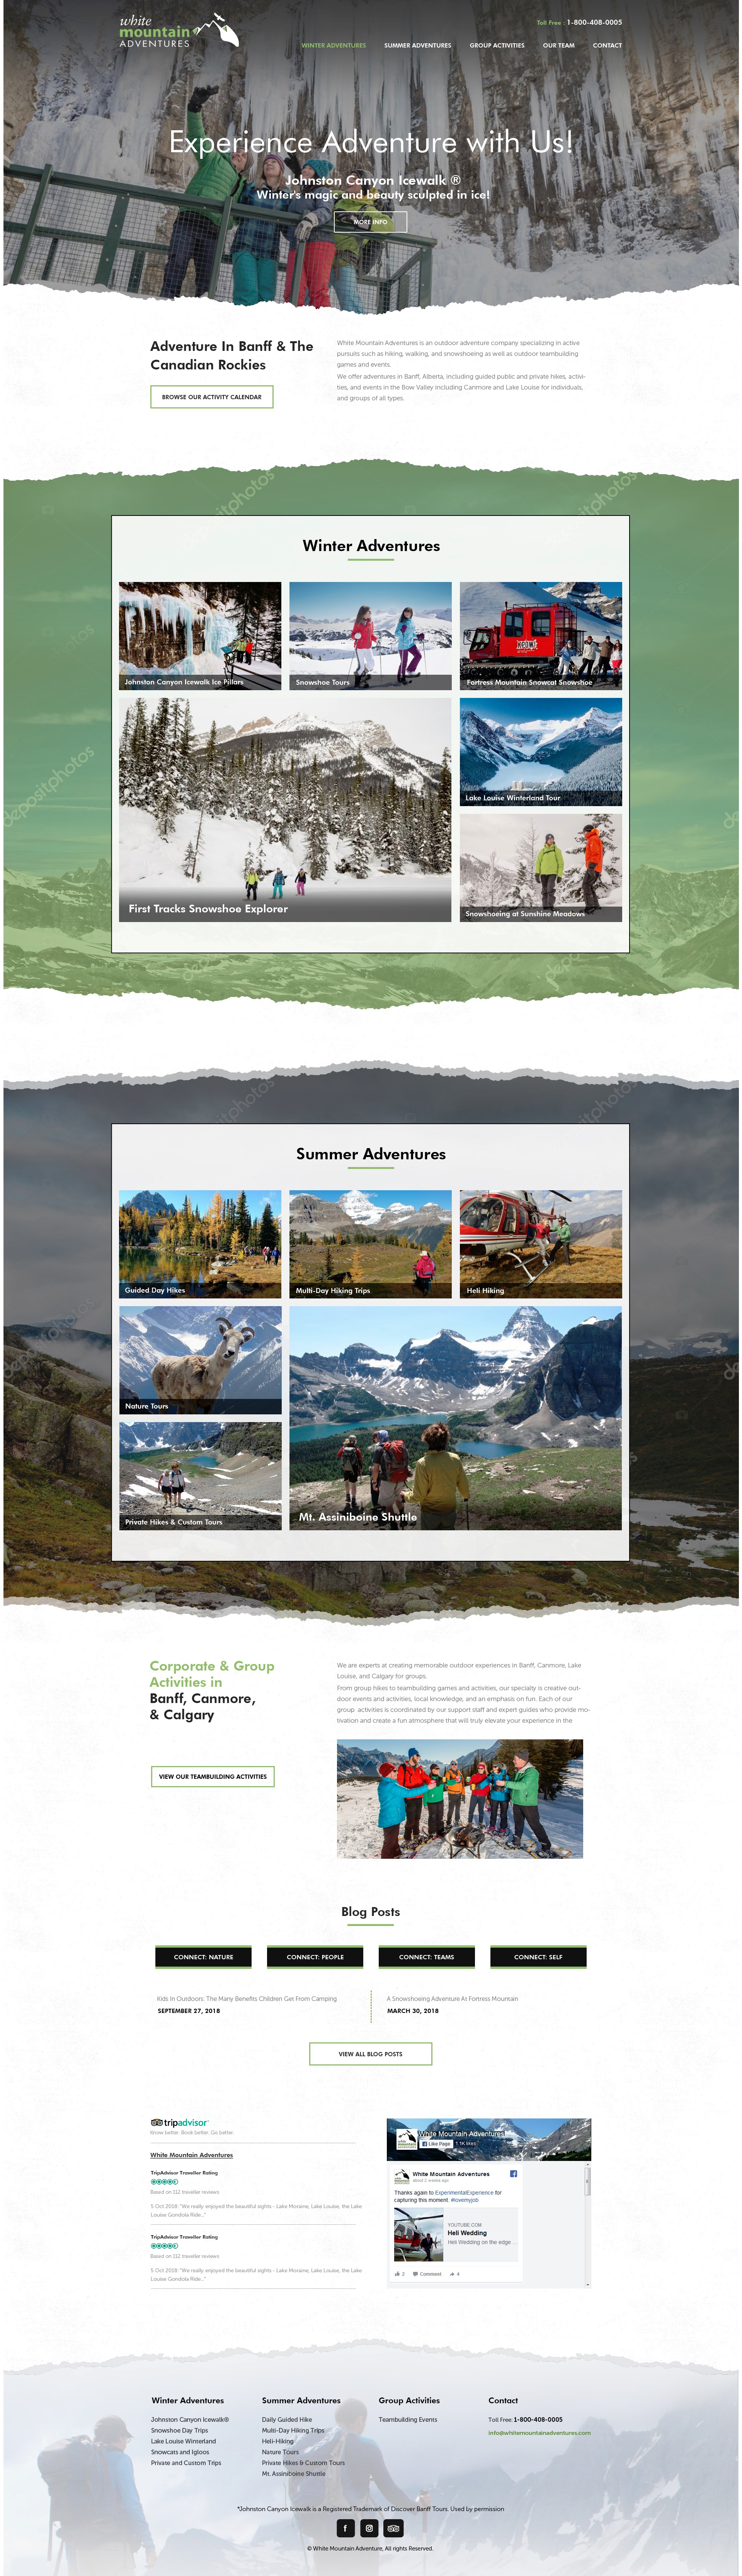 white
mountain
ADVENTURES
Toll Free : 1-800-408-0005
WINTER ADVENTURES SUMMER ADVENTURES GROUP ACTIVITIES OUR TEAM CONTACT
Experience Adventure with Us!
Johnston Canyon Icewalk ®
Winter's magic and beauty sculpted in ice!
MORE INFO
Adventure In Banff & The
Canadian Rockies
BROWSE OUR ACTIVITY CALENDAR
White Mountain Adventures is an outdoor adventure company specializing in active
pursuits such as hiking, walking, and snowshoeing as well as outdoor teambuilding
games and events.
We offer adventures in Banff, Alberta, including guided public and private hikes, activi-
ties, and events in the Bow Valley including Canmore and Lake Louise for individuals,
and groups of all types.
depositphotos
Winter Adventures
Johnston Canyon Icewalk Ice Pillars
Snowshoe Tours
Fortress Mountain Snowcat Snowshoe
Lake Louise Winterland Tour
First Tracks Snowshoe Explorer
Snowshoeing at Sunshine Meadows
Summer Adventures
Guided Day Hikes
Multi-Day Hiking Trips
Heli Hiking
Nature Tours
Private Hikes & Custom Tours
Mt. Assiniboine Shuttle
Corporate & Group
Activities in
Banff, Canmore,
& Calgary
VIEW OUR TEAMBUILDING ACTIVITIES
We are experts at creating memorable outdoor experiences in Banff, Canmore, Lake
Louise, and Calgary for groups.
From group hikes to teambuilding games and activities, our specialty is creative out-
door events and activities, local knowledge, and an emphasis on fun. Each of our
group activities is coordinated by our support staff and expert guides who provide mo-
tivation and create a fun atmosphere that will truly elevate your experience in the
Blog Posts
CONNECT: NATURE CONNECT: PEOPLE CONNECT: TEAMS CONNECT: SELF
Kids In Outdoors: The Many Benefits Children Get From Camping
SEPTEMBER 27, 2018
A Snowshoeing Adventure At Fortress Mountain
MARCH 30, 2018
VIEW ALL BLOG POSTS
tripadvisor
Know better. Book better. Go better.
White Mountain Adventures
TripAdvisor Traveller Rating
Based on 112 traveller reviews
5 Oct 2018: "We really enjoyed the beautiful sights - Lake Moraine, Lake Louise, the Lake
Louise Gondola Ride..."
TripAdvisor Traveller Rating
Based on 112 traveller reviews
5 Oct 2018: "We really enjoyed the beautiful sights - Lake Moraine, Lake Louise, the Lake
Louise Gondola Ride..."
White Mountain Adventures
Like Page 1.1K likes
White Mountain Adventures
about 2 weeks ago
Thanks again to ExperimentalExperience for
capturing this moment. #lovemyjob
YOUTUBE.COM
Heli Wedding
Heli Wedding on the edge ...
2 Comment 4
Winter Adventures
Johnston Canyon Icewalk®
Snowshoe Day Trips
Lake Louise Winterland
Snowcats and Igloos
Private and Custom Trips
Summer Adventures
Daily Guided Hike
Multi-Day Hiking Trips
Heli-Hiking
Nature Tours
Private Hikes & Custom Tours
Mt. Assiniboine Shuttle
Group Activities
Teambuilding Events
Contact
Toll Free: 1-800-408-0005
info@whitemountainadventures.com
*Johnston Canyon Icewalk is a Registered Trademark of Discover Banff Tours. Used by permission
© White Mountain Adventure, All rights Reserved.